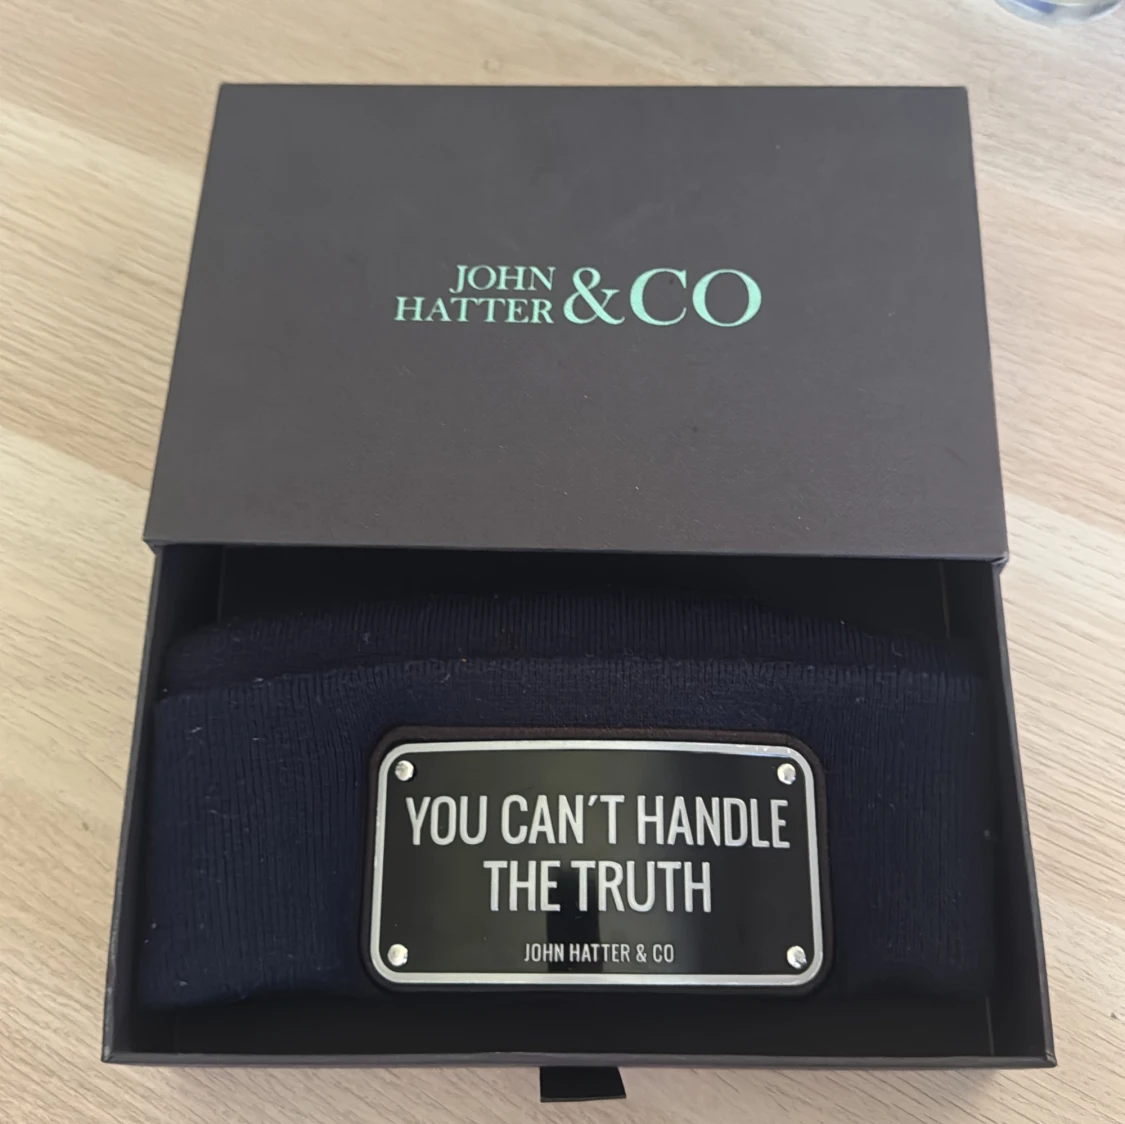 JOHN
HATTER &CO
YOU CAN´T HANDLE
THE TRUTH
JOHN HATTER & CO